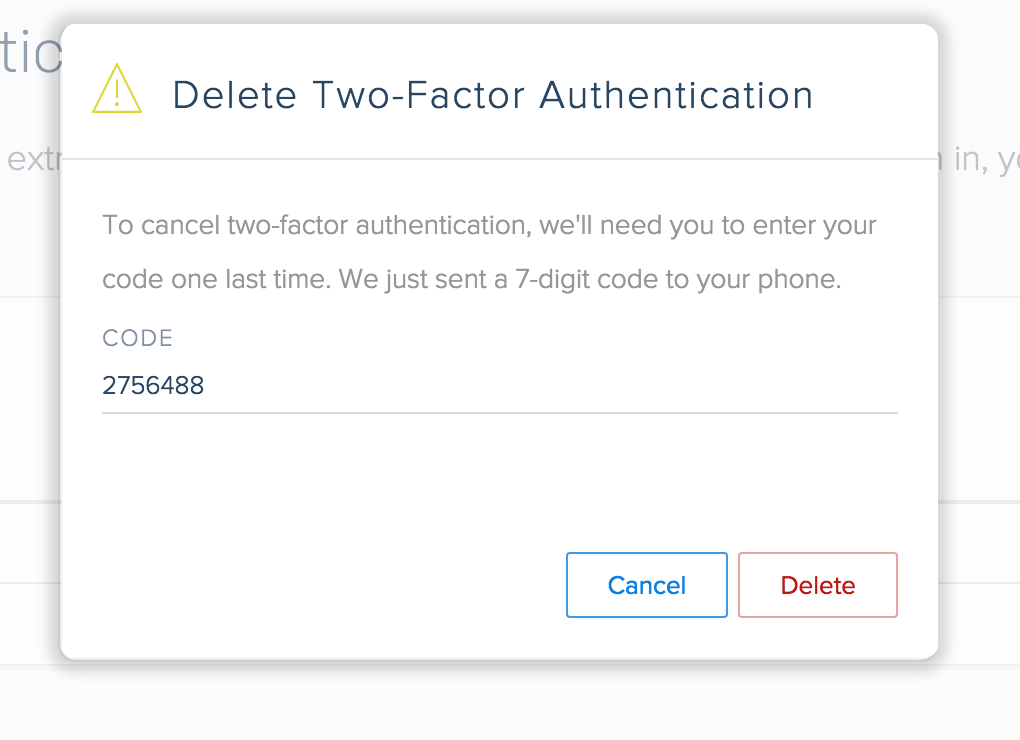 tic
Delete Two-Factor Authentication
extr
in, yo
To cancel two-factor authentication, we'll need you to enter your
code one last time. We just sent a 7-digit code to your phone.
CODE
2756488
Cancel
Delete